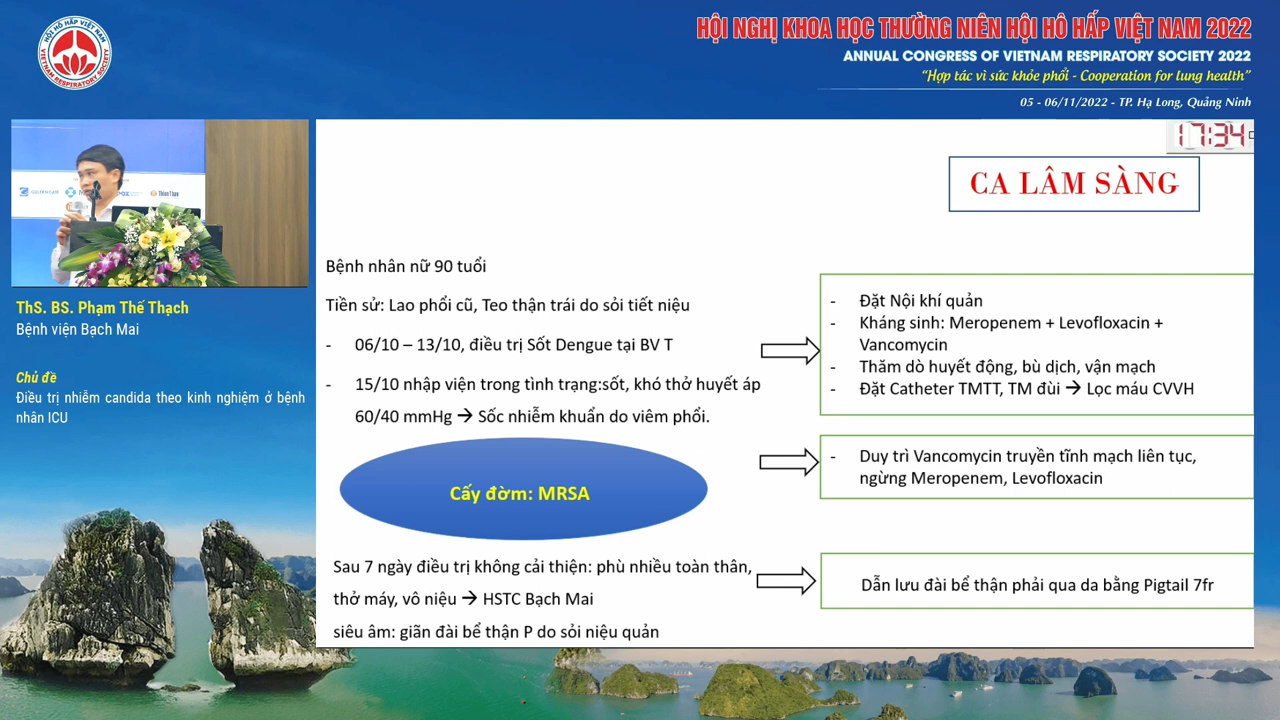 HỘI HÔ HẤP VIỆT NAM
VIETNAM RESPIRATORY SOCIETY
HỘI NGHỊ KHOA HỌC THƯỜNG NIÊN HỘI HÔ HẤP VIỆT NAM 2022
ANNUAL CONGRESS OF VIETNAM RESPIRATORY SOCIETY 2022
“Hợp tác vì sức khỏe phổi - Cooperation for lung health”
05 - 06/11/2022 - TP. Hạ Long, Quảng Ninh
ThS. BS. Phạm Thế Thạch
Bệnh viện Bạch Mai
Chủ đề
Điều trị nhiễm candida theo kinh nghiệm ở bệnh
nhân ICU
17:34
CA LÂM SÀNG
Bệnh nhân nữ 90 tuổi
Tiền sử: Lao phổi cũ, Teo thận trái do sỏi tiết niệu
- 06/10 – 13/10, điều trị Sốt Dengue tại BV T
- 15/10 nhập viện trong tình trạng:sốt, khó thở huyết áp
60/40 mmHg → Sốc nhiễm khuẩn do viêm phổi.
- Đặt Nội khí quản
- Kháng sinh: Meropenem + Levofloxacin +
Vancomycin
- Thăm dò huyết động, bù dịch, vận mạch
- Đặt Catheter TMTT, TM đùi → Lọc máu CVVH
Cấy đờm: MRSA
- Duy trì Vancomycin truyền tĩnh mạch liên tục,
ngừng Meropenem, Levofloxacin
Sau 7 ngày điều trị không cải thiện: phù nhiều toàn thân,
thở máy, vô niệu → HSTC Bạch Mai
siêu âm: giãn đài bể thận P do sỏi niệu quản
Dẫn lưu đài bể thận phải qua da bằng Pigtail 7fr